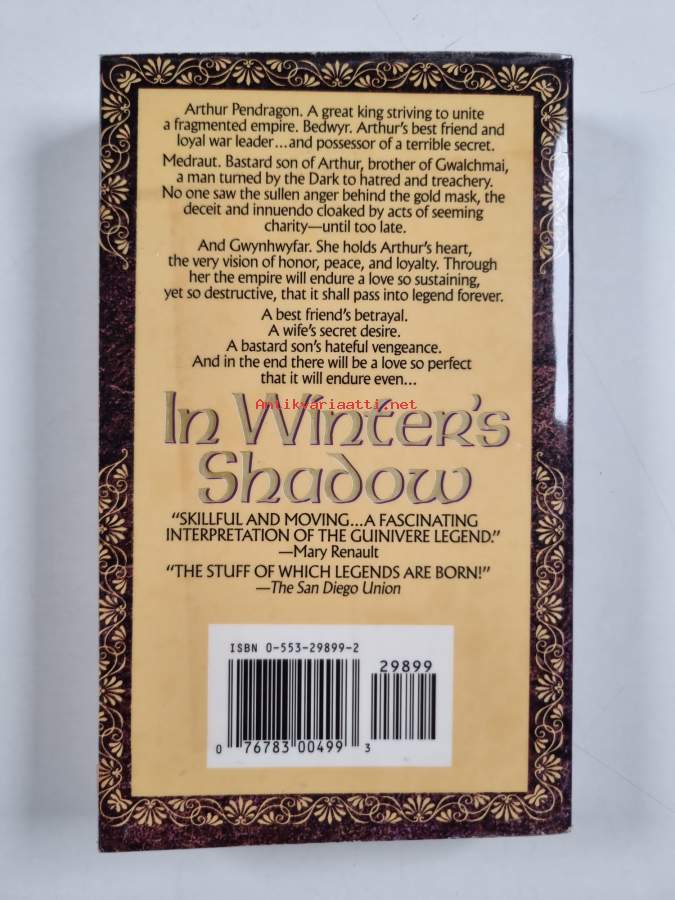 Arthur Pendragon. A great king striving to unite
a fragmented empire. Bedwyr. Arthur's best friend and
loyal war leader...and possessor of a terrible secret.
Medraut. Bastard son of Arthur, brother of Gwalchmai,
a man turned by the Dark to hatred and treachery.
No one saw the sullen anger behind the gold mask, the
deceit and innuendo cloaked by acts of seeming
charity—until too late.
And Gwynhwyfar. She holds Arthur's heart,
the very vision of honor, peace, and loyalty. Through
her the empire will endure a love so sustaining,
yet so destructive, that it shall pass into legend forever.
A best friend's betrayal.
A wife's secret desire.
A bastard son's hateful vengeance.
And in the end there will be a love so perfect
that it will endure even...
Antikvariaatti.net
In Winter's
Shadow
"SKILLFUL AND MOVING...A FASCINATING
INTERPRETATION OF THE GUINIVERE LEGEND."
—Mary Renault
"THE STUFF OF WHICH LEGENDS ARE BORN!"
—The San Diego Union
ISBN 0-553-29899-2
29899
0 76783 00499 3